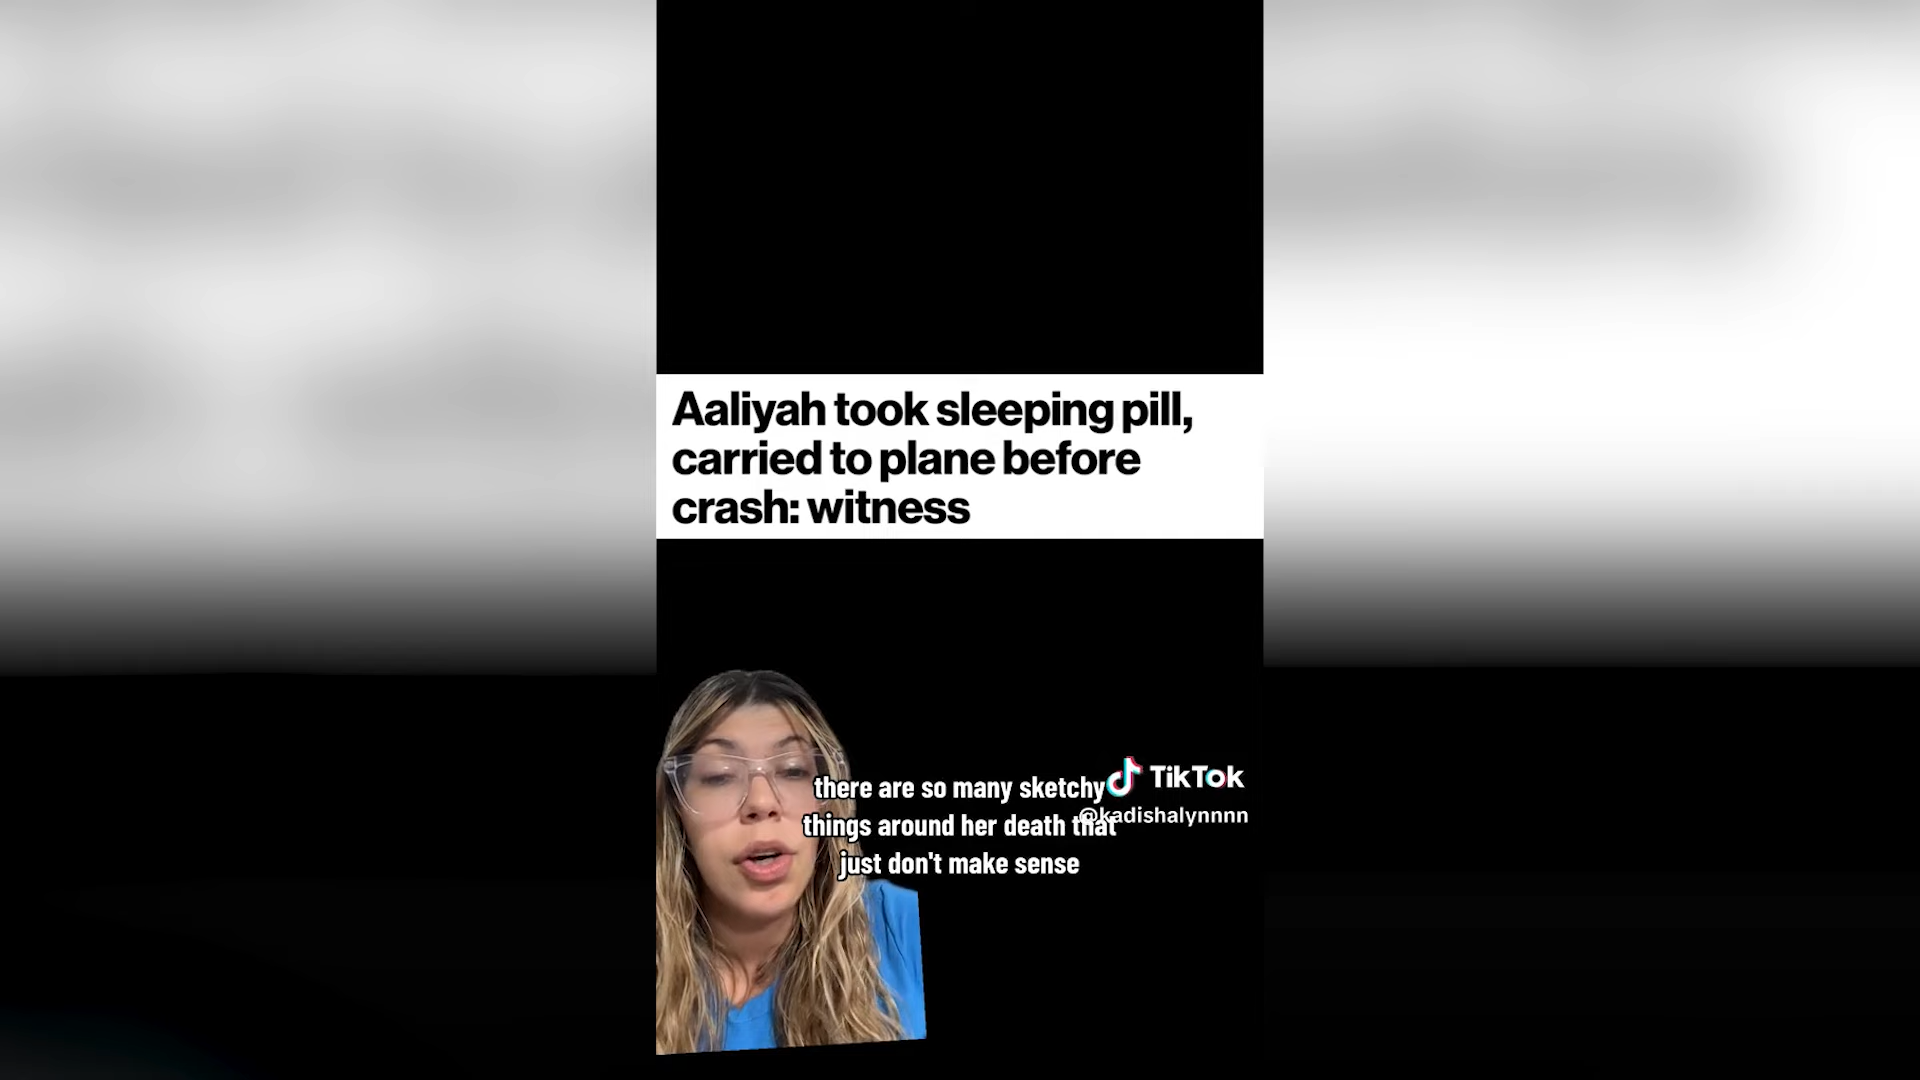 Aaliyah took sleeping pill,
carried to plane before
crash: witness
there are so many sketchy
things around her death that
just don't make sense
TikTok
@kadishalynnnn